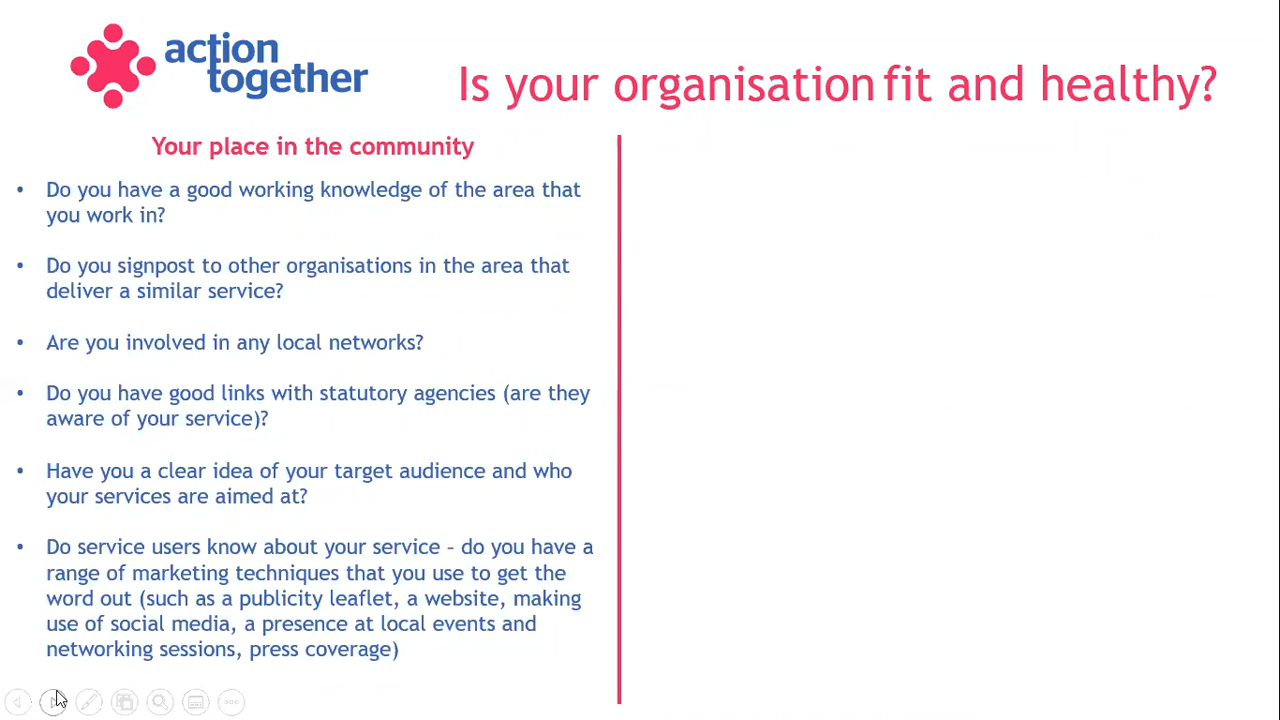 action
together
Is your organisation fit and healthy?
Your place in the community
• Do you have a good working knowledge of the area that
you work in?
• Do you signpost to other organisations in the area that
deliver a similar service?
• Are you involved in any local networks?
• Do you have good links with statutory agencies (are they
aware of your service)?
• Have you a clear idea of your target audience and who
your services are aimed at?
• Do service users know about your service – do you have a
range of marketing techniques that you use to get the
word out (such as a publicity leaflet, a website, making
use of social media, a presence at local events and
networking sessions, press coverage)